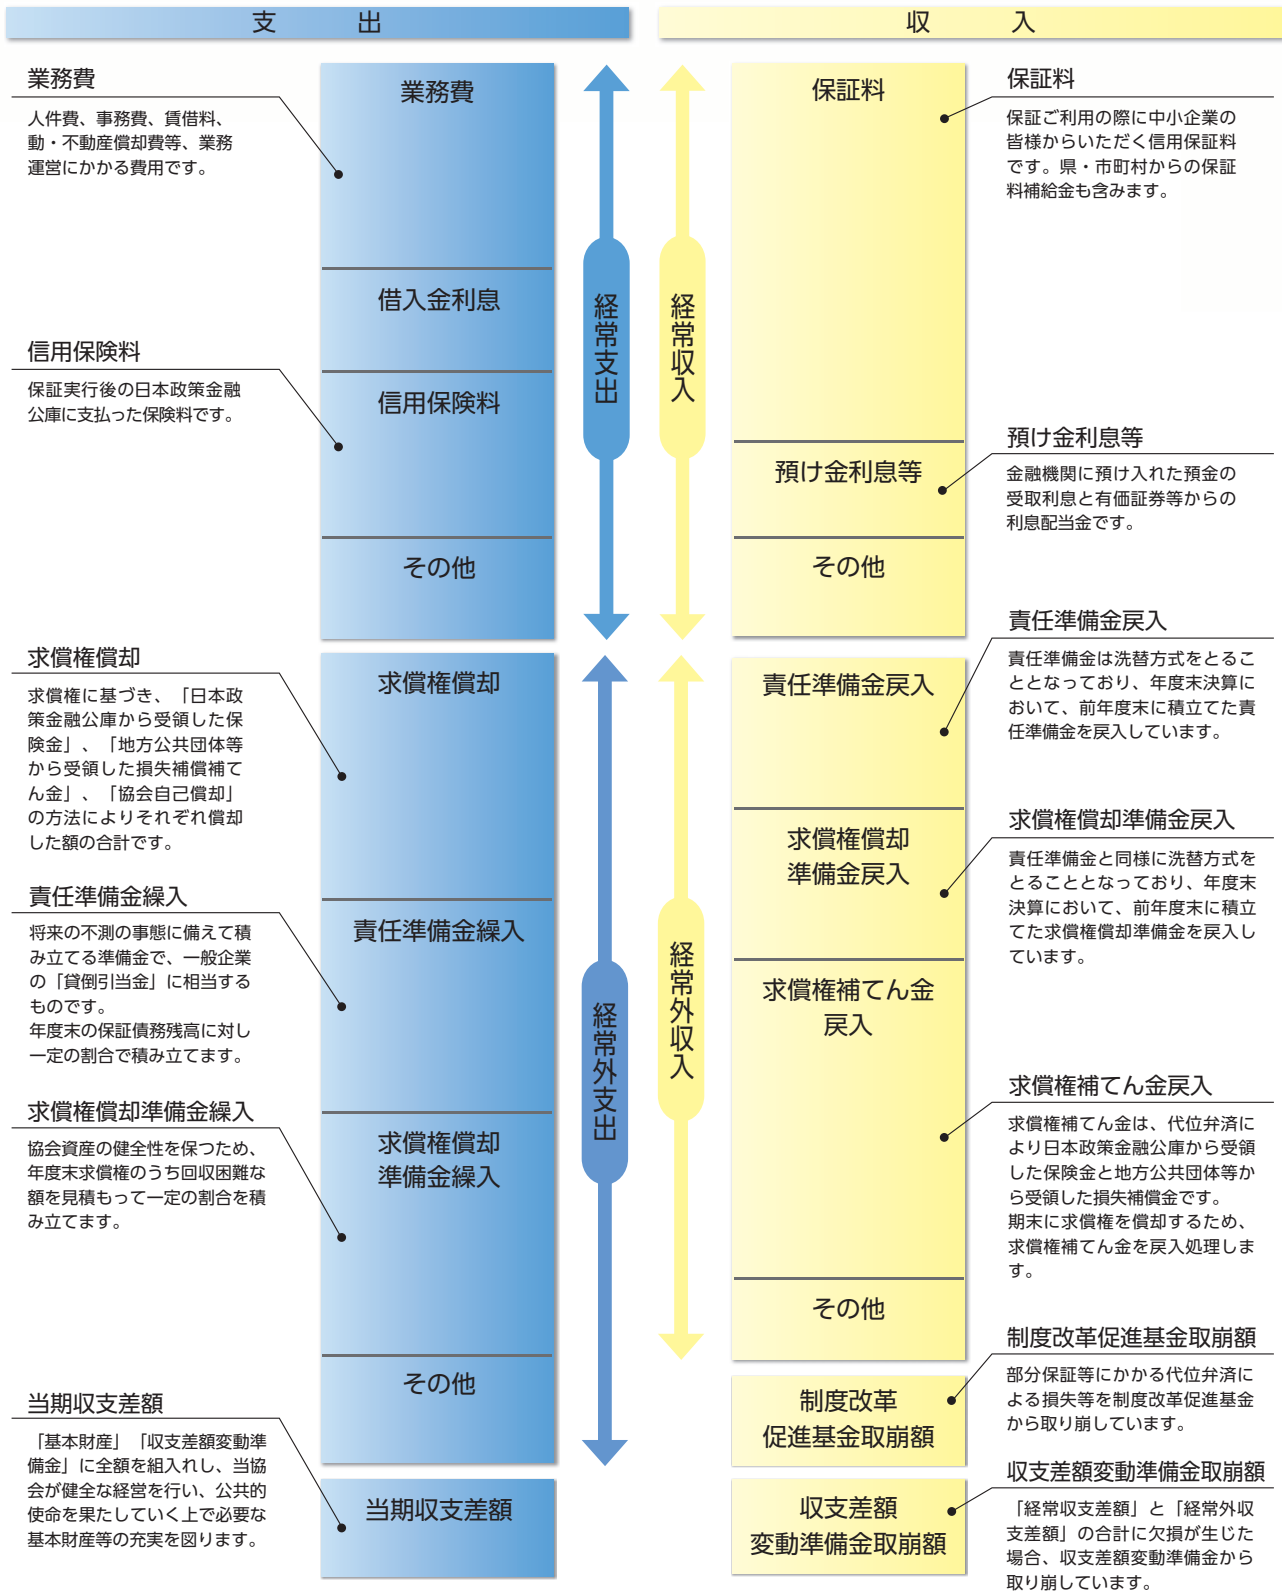 支出
業務費
人件費、事務費、賃借料、
動・不動産償却費等、業務
運営にかかる費用です。
信用保険料
保証実行後の日本政策金融
公庫に支払った保険料です。
求償権償却
求償権に基づき、「日本政
策金融公庫から受領した保
険金」、「地方公共団体等
から受領した損失補償補て
ん金」、「協会自己償却」
の方法によりそれぞれ償却
した額の合計です。
責任準備金繰入
将来の不測の事態に備えて積
み立てる準備金で、一般企業
の「貸倒引当金」に相当する
ものです。
年度末の保証債務残高に対し
一定の割合で積み立てます。
求償権償却準備金繰入
協会資産の健全性を保つため、
年度末求償権のうち回収困難な
額を見積もって一定の割合を積
み立てます。
当期収支差額
「基本財産」「収支差額変動準
備金」に全額を組入れし、当協
会が健全な経営を行い、公共的
使命を果たしていく上で必要な
基本財産等の充実を図ります。
業務費
借入金利息
信用保険料
その他
求償権償却
責任準備金繰入
求償権償却
準備金繰入
その他
当期収支差額
経常支出
経常外支出
収入
経常収入
経常外収入
保証料
預け金利息等
その他
責任準備金戻入
求償権償却
準備金戻入
求償権補てん金
戻入
その他
制度改革
促進基金取崩額
収支差額
変動準備金取崩額
保証料
保証ご利用の際に中小企業の
皆様からいただく信用保証料
です。県・市町村からの保証
料補給金も含みます。
預け金利息等
金融機関に預け入れた預金の
受取利息と有価証券等からの
利息配当金です。
責任準備金戻入
責任準備金は洗替方式をとるこ
ととなっており、年度末決算に
おいて、前年度末に積立てた責
任準備金を戻入しています。
求償権償却準備金戻入
責任準備金と同様に洗替方式を
とることとなっており、年度末
決算において、前年度末に積立
てた求償権償却準備金を戻入し
ています。
求償権補てん金戻入
求償権補てん金は、代位弁済に
より日本政策金融公庫から受領
した保険金と地方公共団体等か
ら受領した損失補償金です。
期末に求償権を償却するため、
求償権補てん金を戻入処理しま
す。
制度改革促進基金取崩額
部分保証等にかかる代位弁済に
よる損失等を制度改革促進基金
から取り崩しています。
収支差額変動準備金取崩額
「経常収支差額」と「経常外収
支差額」の合計に欠損が生じた
場合、収支差額変動準備金から
取り崩しています。